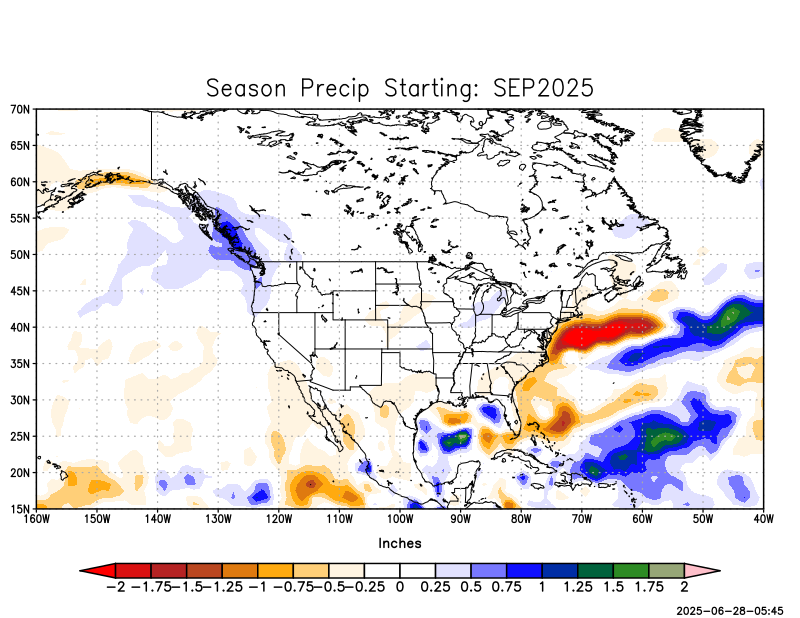 Season Precip Starting: SEP2025
70N
65N
60N
55N
50N
45N
40N
35N
30N
25N
20N
15N
160W 150W 140W 130W 120W 110W 100W 90W 80W 70W 60W 50W 40W
Inches
−2 −1.75−1.5−1.25 −1 −0.75−0.5−0.25 0 0.25 0.5 0.75 1 1.25 1.5 1.75 2
2025−06−28−05:45